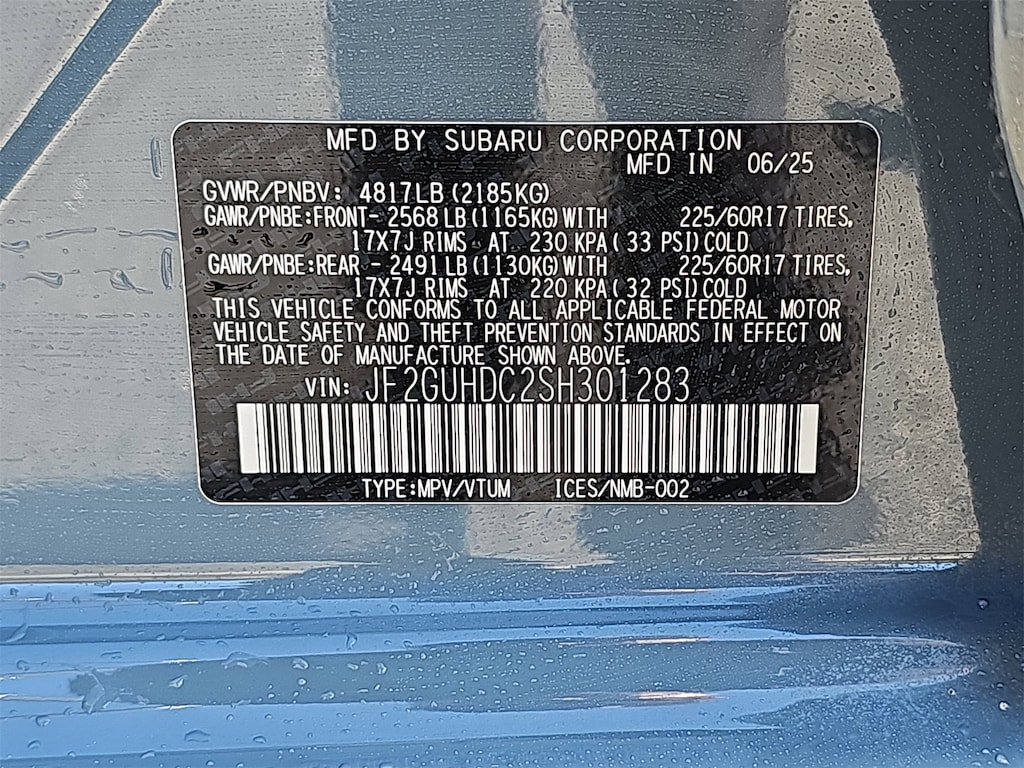 MFD BY SUBARU CORPORATION
MFD IN 06/25
GVWR/PNBV: 4817LB (2185KG)
GAWR/PNBE:FRONT- 2568 LB (1165KG) WITH 225/60R17 TIRES,
17X7J RIMS AT 230 KPA ( 33 PSI) COLD
GAWR/PNBE:REAR - 2491 LB (1130KG) WITH 225/60R17 TIRES,
17X7J RIMS AT 220 KPA ( 32 PSI) COLD
THIS VEHICLE CONFORMS TO ALL APPLICABLE FEDERAL MOTOR
VEHICLE SAFETY AND THEFT PREVENTION STANDARDS IN EFFECT ON
THE DATE OF MANUFACTURE SHOWN ABOVE.
VIN: JF2GUHDC2SH301283
TYPE:MPV/VTUM ICES/NMB-002